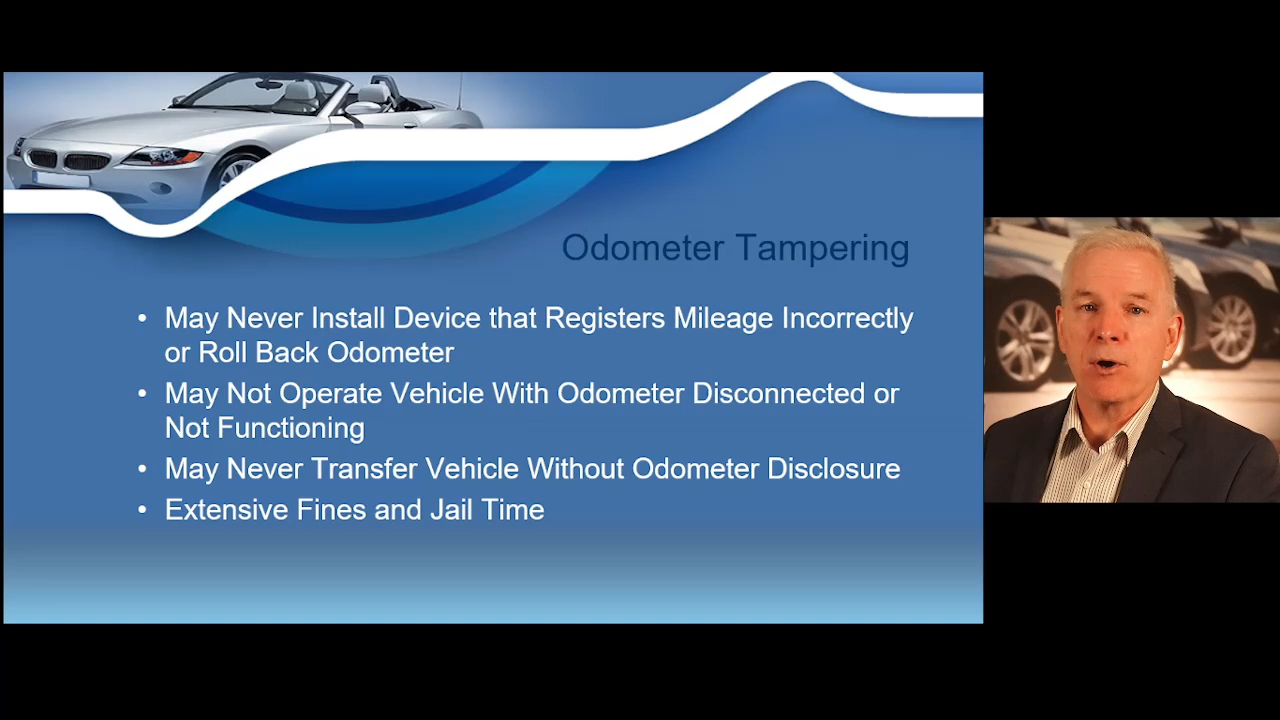 Odometer Tampering
• May Never Install Device that Registers Mileage Incorrectly
or Roll Back Odometer
• May Not Operate Vehicle With Odometer Disconnected or
Not Functioning
• May Never Transfer Vehicle Without Odometer Disclosure
• Extensive Fines and Jail Time